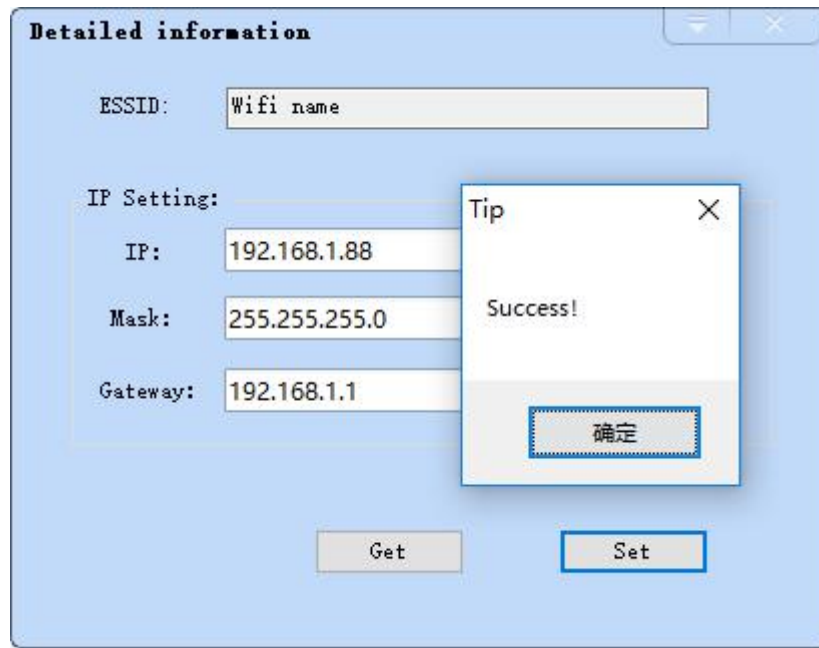 Detailed information
ESSID: Wifi name
IP Setting:
Tip
IP: 192.168.1.88
Success!
Mask: 255.255.255.0
Gateway: 192.168.1.1
确定
Get Set